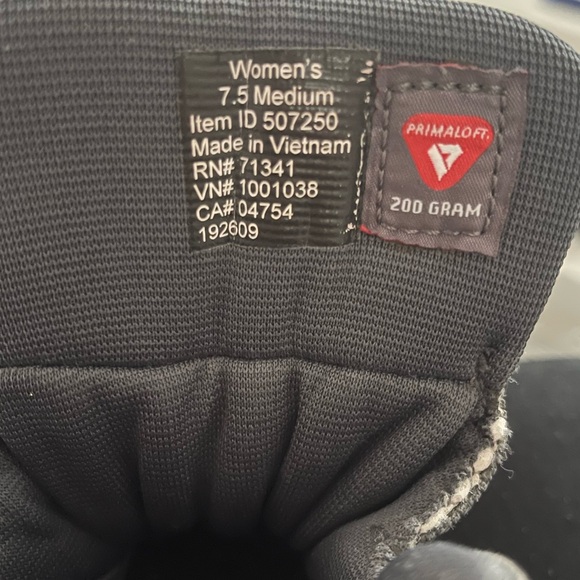 Women's
7.5 Medium
Item ID 507250
Made in Vietnam
RN# 71341
VN# 1001038
CA# 04754
192609
PRIMALOFT.
200 GRAM